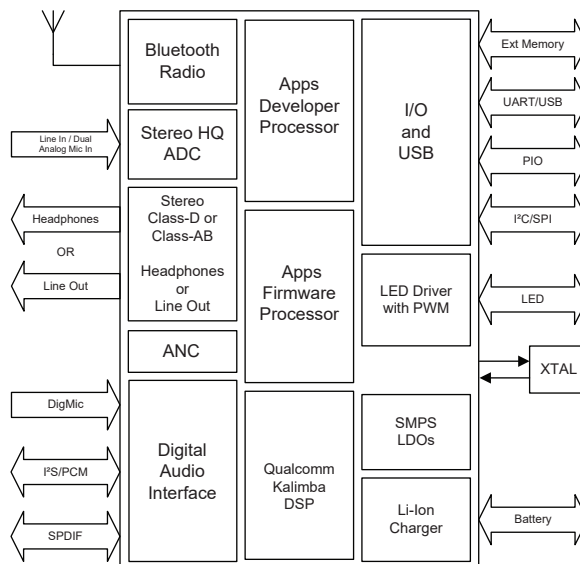 Bluetooth
Radio
Apps
Developer
Processor
I/O
and
USB
Ext Memory
UART/USB
PIO
I²C/SPI
Line In / Dual
Analog Mic In
Stereo HQ
ADC
Headphones
OR
Line Out
Stereo
Class-D or
Class-AB
Headphones
or
Line Out
Apps
Firmware
Processor
LED Driver
with PWM
LED
ANC
XTAL
DigMic
I²S/PCM
SPDIF
Digital
Audio
Interface
Qualcomm
Kalimba
DSP
SMPS
LDOs
Li-Ion
Charger
Battery